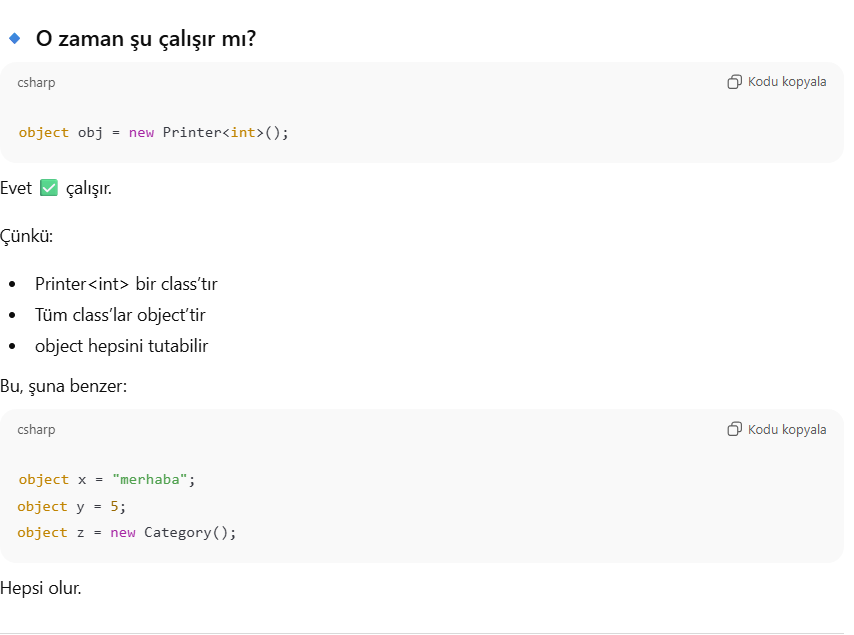 O zaman şu çalışır mı?
csharp
Kodu kopyala
object obj = new Printer<int>();
Evet ✅ çalışır.
Çünkü:
• Printer<int> bir class’tır
• Tüm class’lar object’tir
• object hepsini tutabilir
Bu, şuna benzer:
csharp
Kodu kopyala
object x = "merhaba";
object y = 5;
object z = new Category();
Hepsi olur.